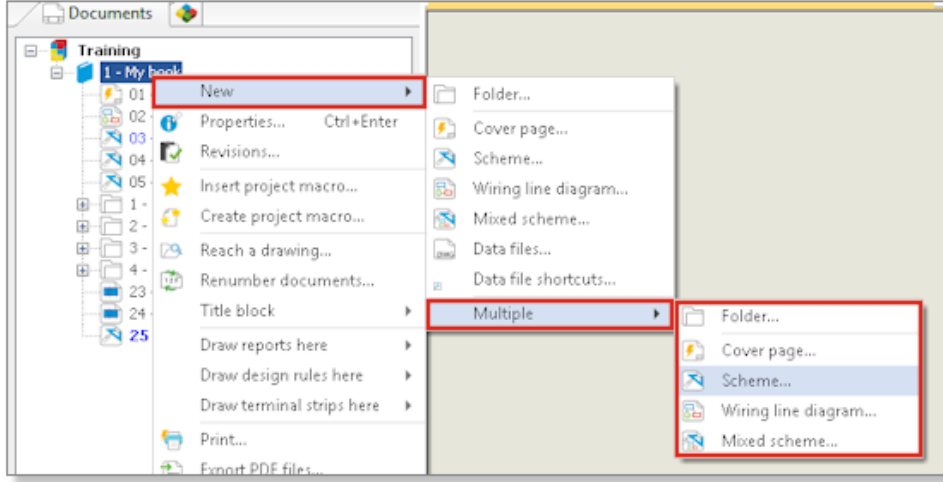 Documents
Training
1 - My book
01
02
03
04
05
1 -
2 -
3 -
4 -
23
24
25
New
Properties... Ctrl+Enter
Revisions...
Insert project macro...
Create project macro...
Reach a drawing...
Renumber documents...
Title block
Draw reports here
Draw design rules here
Draw terminal strips here
Print...
Export PDF files...
Folder...
Cover page...
Scheme...
Wiring line diagram...
Mixed scheme...
Data files...
Data file shortcuts...
Multiple
Folder...
Cover page...
Scheme...
Wiring line diagram...
Mixed scheme...